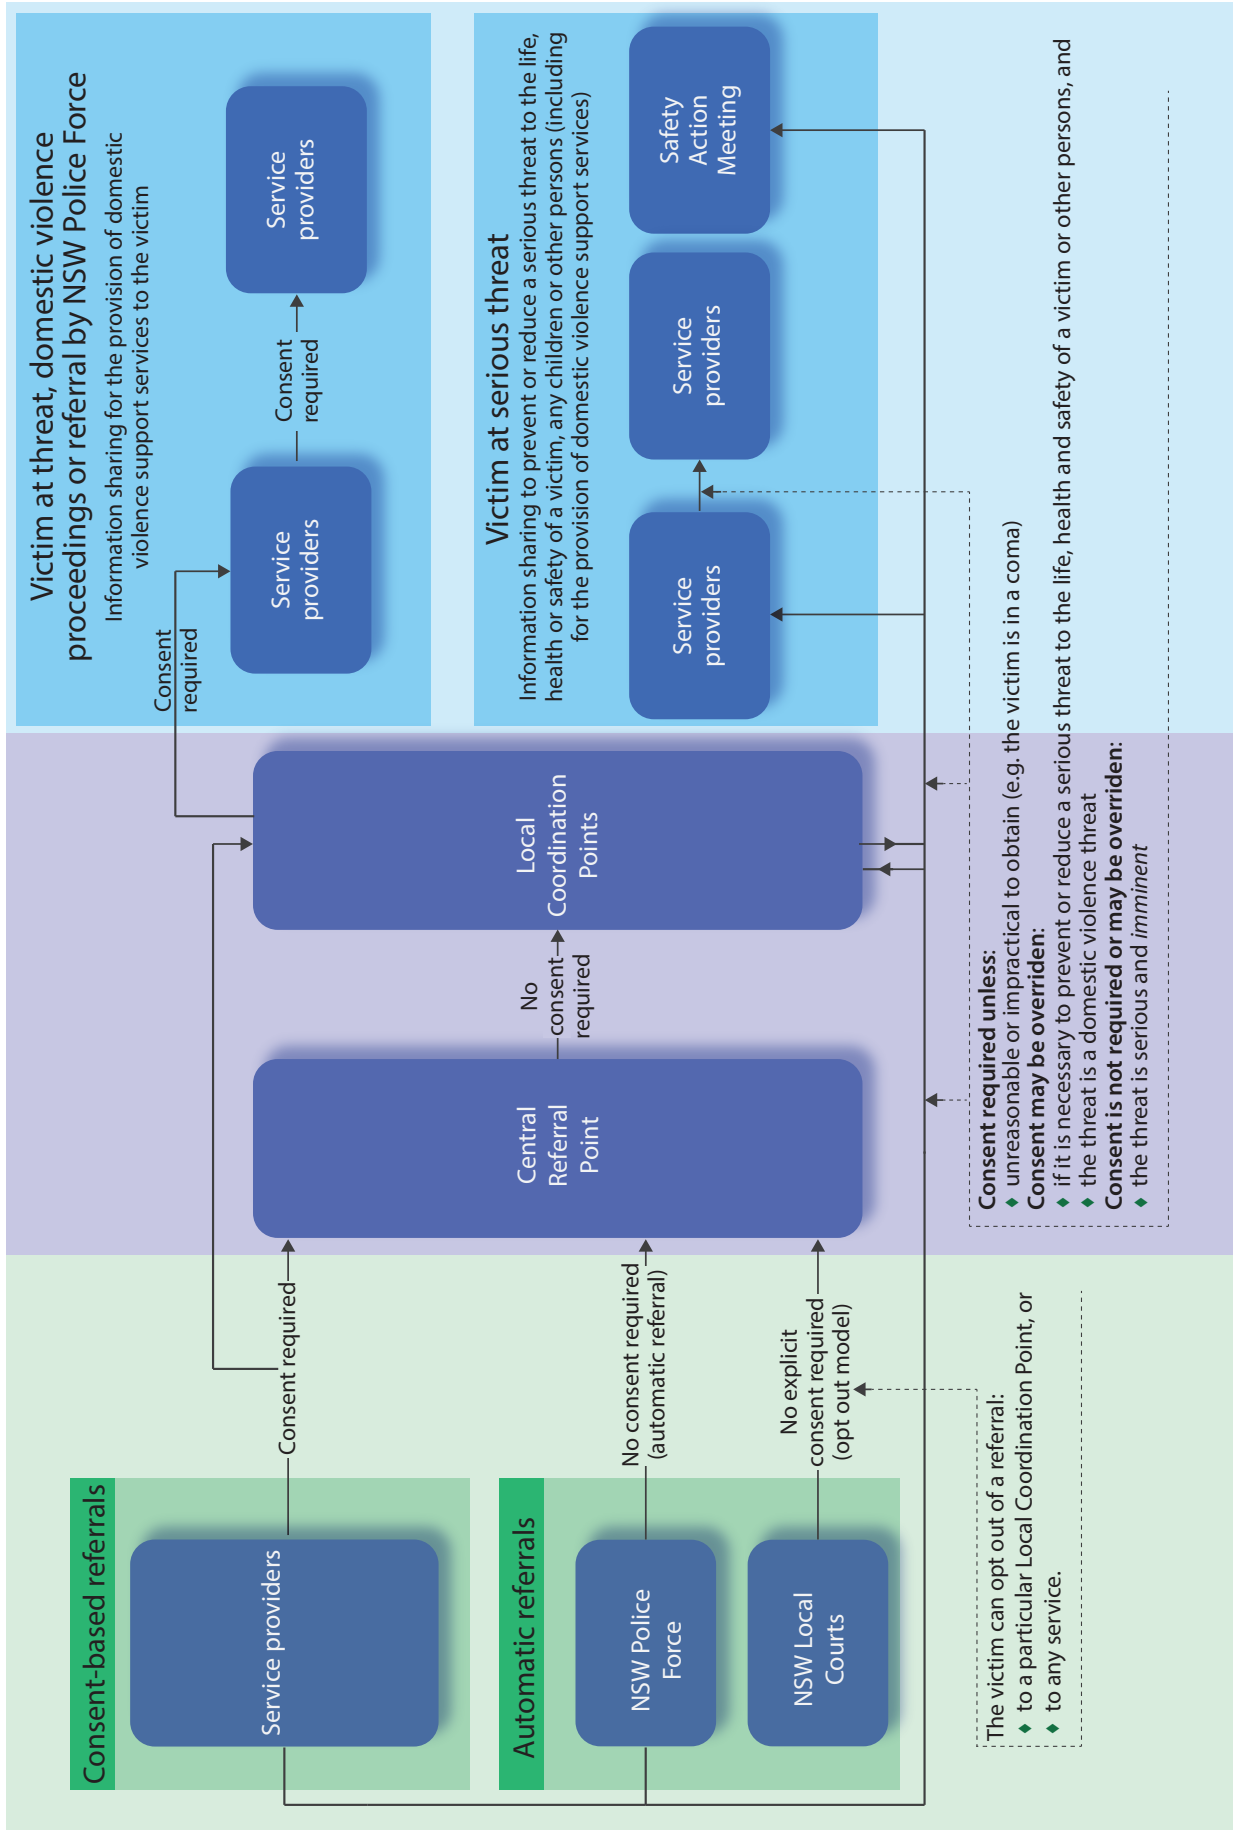 Consent-based referrals
Service providers
Automatic referrals
NSW Police
Force
NSW Local
Courts
Consent required
No consent required
(automatic referral)
No explicit
consent required
(opt out model)
The victim can opt out of a referral:
♦ to a particular Local Coordination Point, or
♦ to any service.
Central
Referral
Point
No
consent
required
Local
Coordination
Points
Consent
required
Victim at threat, domestic violence
proceedings or referral by NSW Police Force
Information sharing for the provision of domestic
violence support services to the victim
Service
providers
Consent
required
Service
providers
Victim at serious threat
Information sharing to prevent or reduce a serious threat to the life,
health or safety of a victim, any children or other persons (including
for the provision of domestic violence support services)
Service
providers
Service
providers
Safety
Action
Meeting
Consent required unless:
♦ unreasonable or impractical to obtain (e.g. the victim is in a coma)
Consent may be overriden:
♦ if it is necessary to prevent or reduce a serious threat to the life, health and safety of a victim or other persons, and
♦ the threat is a domestic violence threat
Consent is not required or may be overriden:
♦ the threat is serious and imminent